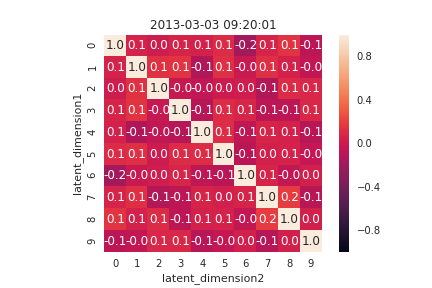 2013-03-03 09:20:01
0 1.0 0.1 0.0 0.1 0.1 0.1 -0.2 0.1 0.1 -0.1
1 0.1 1.0 0.1 0.1 -0.1 0.1 -0.0 0.1 0.1 -0.0
2 0.0 0.1 1.0 -0.0 -0.0 0.0 0.0 -0.1 0.1 0.1
3 0.1 0.1 -0.0 1.0 -0.1 0.1 0.1 -0.1 -0.1 0.1
4 0.1 -0.1 -0.0 -0.1 1.0 0.1 -0.1 0.1 0.1 -0.1
5 0.1 0.1 0.0 0.1 0.1 1.0 -0.1 0.0 0.1 -0.0
6 -0.2 -0.0 0.0 0.1 -0.1 -0.1 1.0 0.1 -0.0 0.0
7 0.1 0.1 -0.1 -0.1 0.1 0.0 0.1 1.0 0.2 -0.1
8 0.1 0.1 0.1 -0.1 0.1 0.1 -0.0 0.2 1.0 0.0
9 -0.1 -0.0 0.1 0.1 -0.1 -0.0 0.0 -0.1 0.0 1.0
0 1 2 3 4 5 6 7 8 9
latent_dimension2
latent_dimension1
0.8
0.4
0.0
-0.4
-0.8